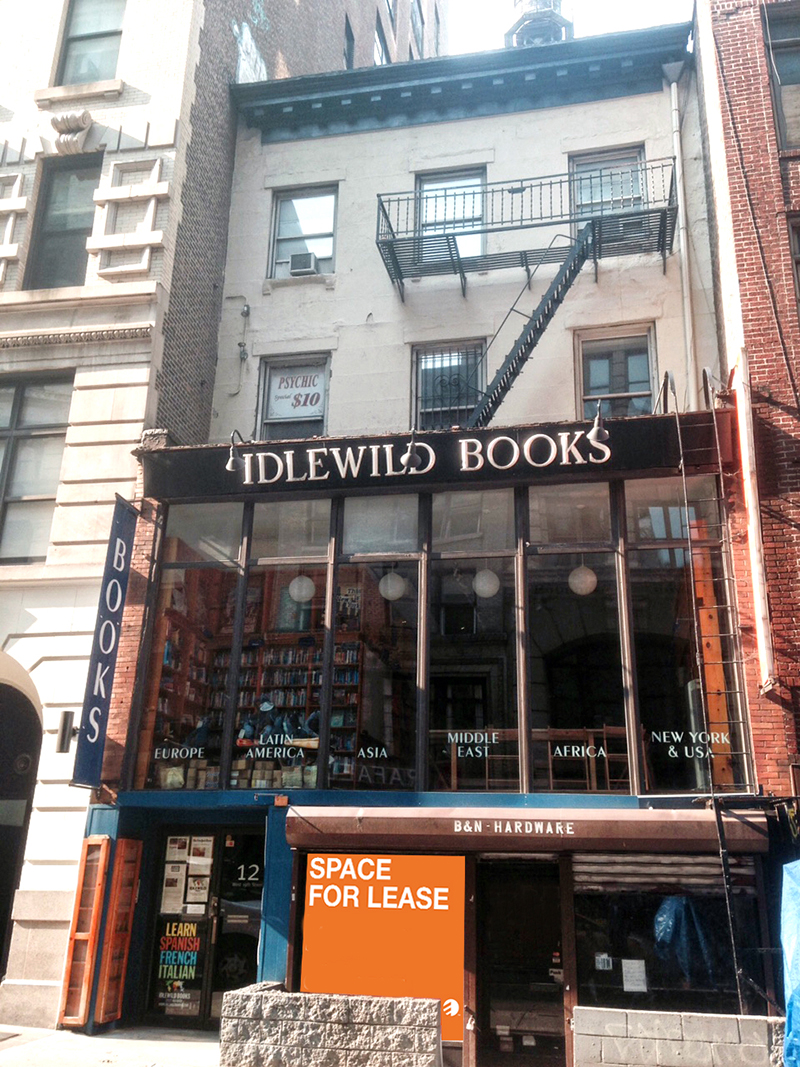 PSYCHIC
Special $10
IDLEWILD BOOKS
BOOKS
EUROPE
LATIN
AMERICA
ASIA
MIDDLE
EAST
AFRICA
NEW YORK
& USA
B&N-HARDWARE
SPACE
FOR LEASE
12
LEARN
SPANISH
FRENCH
ITALIAN
IDLEWILD BOOKS